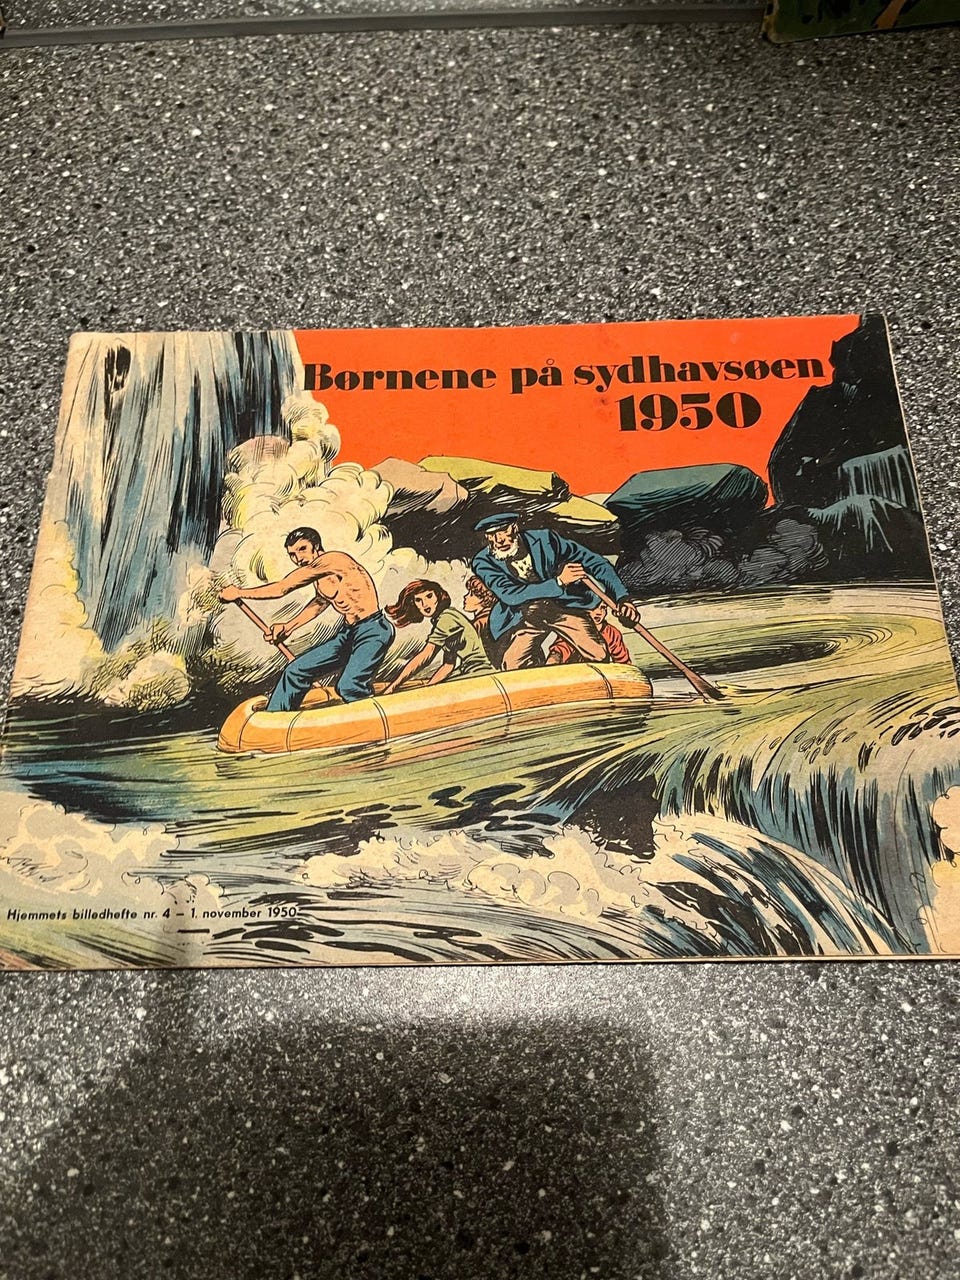 Børnene på sydhavsøen
1950
Hjemmets billedhefte nr. 4 – 1. november 1950